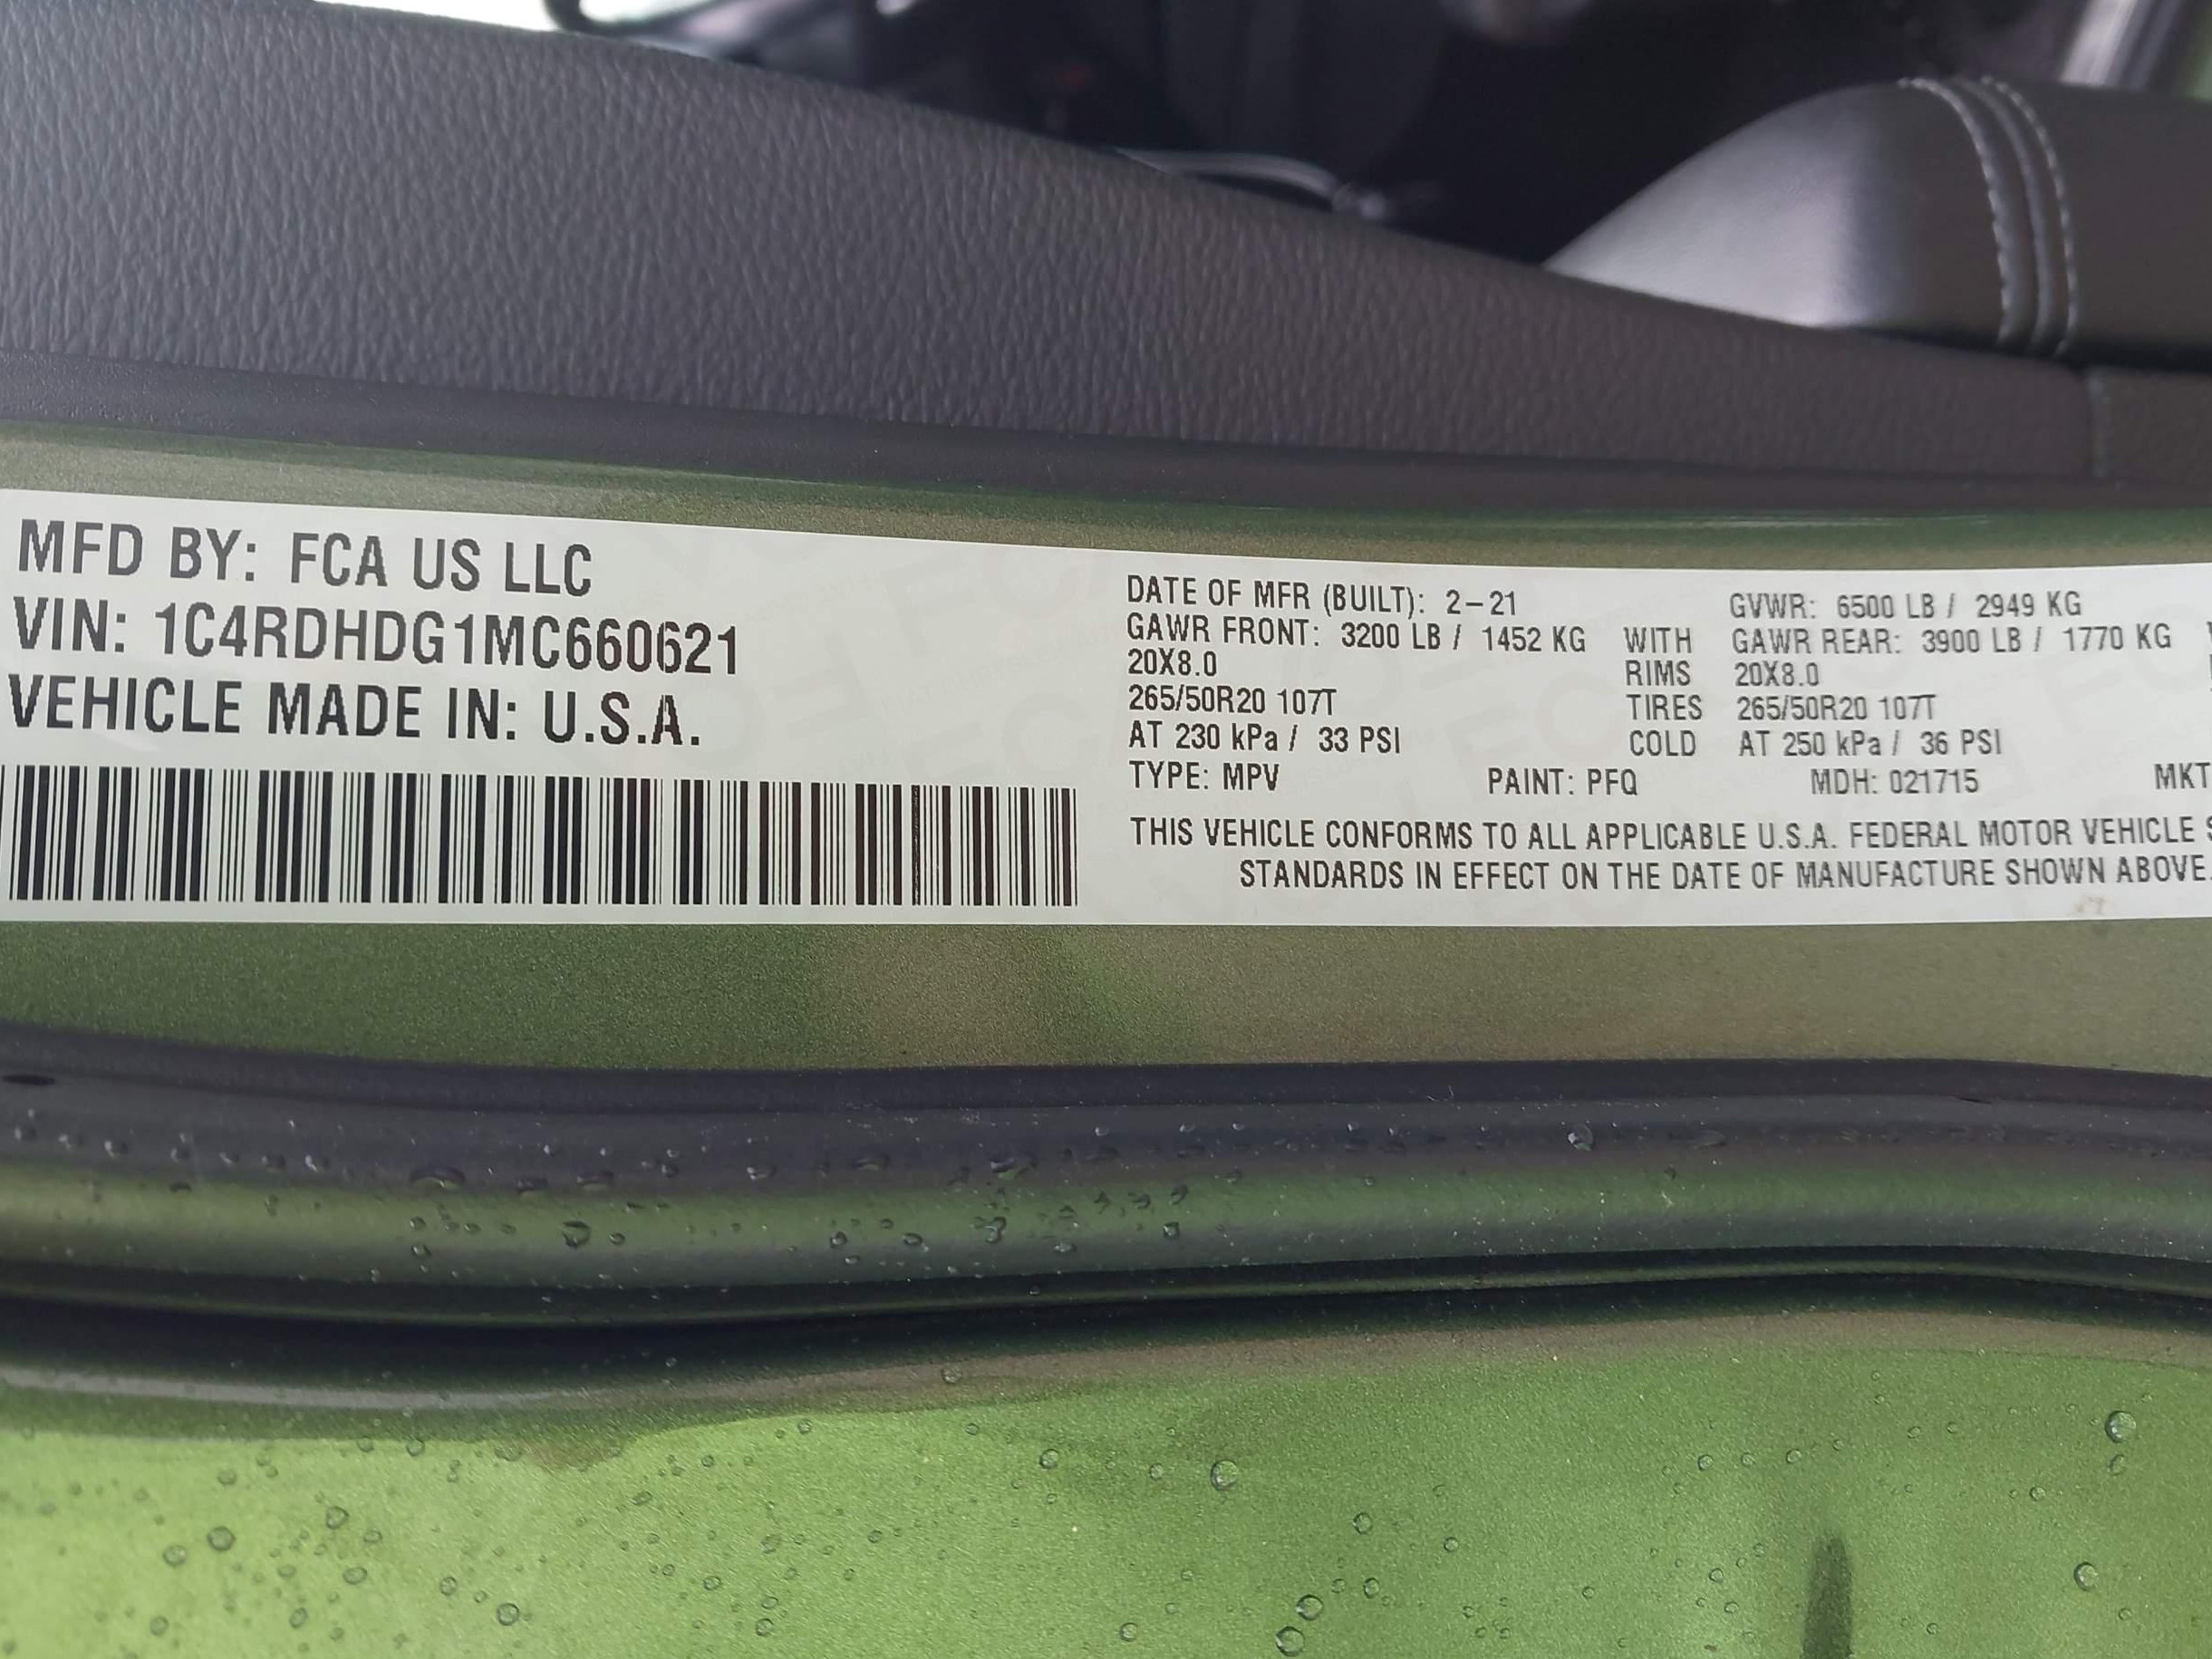 MFD BY: FCA US LLC
VIN: 1C4RDHDG1MC660621
VEHICLE MADE IN: U.S.A.
DATE OF MFR (BUILT): 2-21 GVWR: 6500 LB / 2949 KG
GAWR FRONT: 3200 LB / 1452 KG WITH GAWR REAR: 3900 LB / 1770 KG
20X8.0 RIMS 20X8.0
265/50R20 107T TIRES 265/50R20 107T
AT 230 kPa / 33 PSI COLD AT 250 kPa / 36 PSI
TYPE: MPV PAINT: PFQ MDH: 021715 MKT
THIS VEHICLE CONFORMS TO ALL APPLICABLE U.S.A. FEDERAL MOTOR VEHICLE
STANDARDS IN EFFECT ON THE DATE OF MANUFACTURE SHOWN ABOVE.